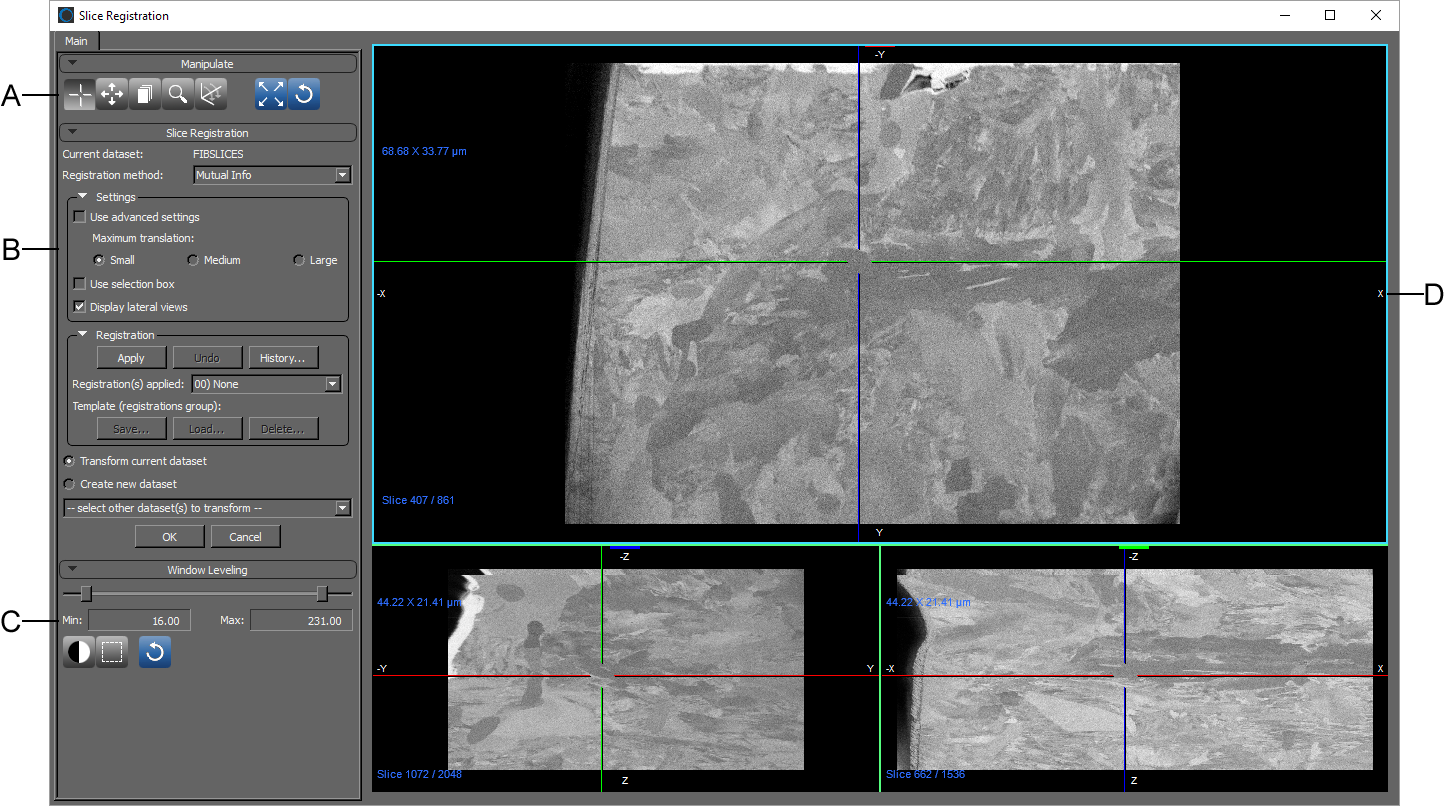 Slice Registration
Main
Manipulate
A
Slice Registration
Current dataset: FIBSLICES
Registration method: Mutual Info
Settings
Use advanced settings
Maximum translation:
B
Small Medium Large
Use selection box
Display lateral views
Registration
Apply Undo History...
Registration(s) applied: 00) None
Template (registrations group):
Save... Load... Delete...
Transform current dataset
Create new dataset
-- select other dataset(s) to transform --
OK Cancel
Window Leveling
C
Min: 16.00 Max: 231.00
-Y
68.68 X 33.77 µm
-X X
D
Slice 407 / 861
Y
-Z
44.22 X 21.41 µm
-Y Y
Slice 1072 / 2048
Z
-Z
44.22 X 21.41 µm
-X X
Slice 662 / 1536
Z